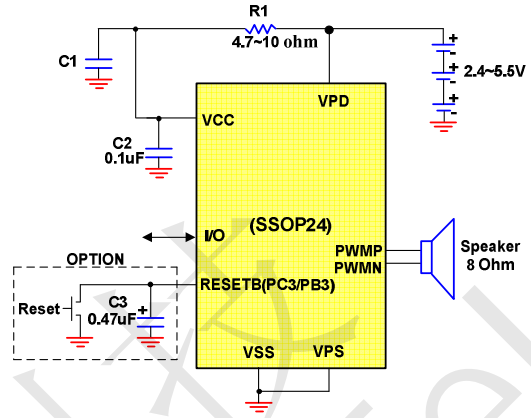 R1
4.7~10 ohm
C1
+
-
+
-
+
-
2.4~5.5V
VPD
VCC
C2
0.1uF
I/O
(SSOP24)
PWMP
PWMN
Speaker
8 Ohm
OPTION
RESETB(PC3/PB3)
Reset
C3
+
0.47uF
VSS
VPS